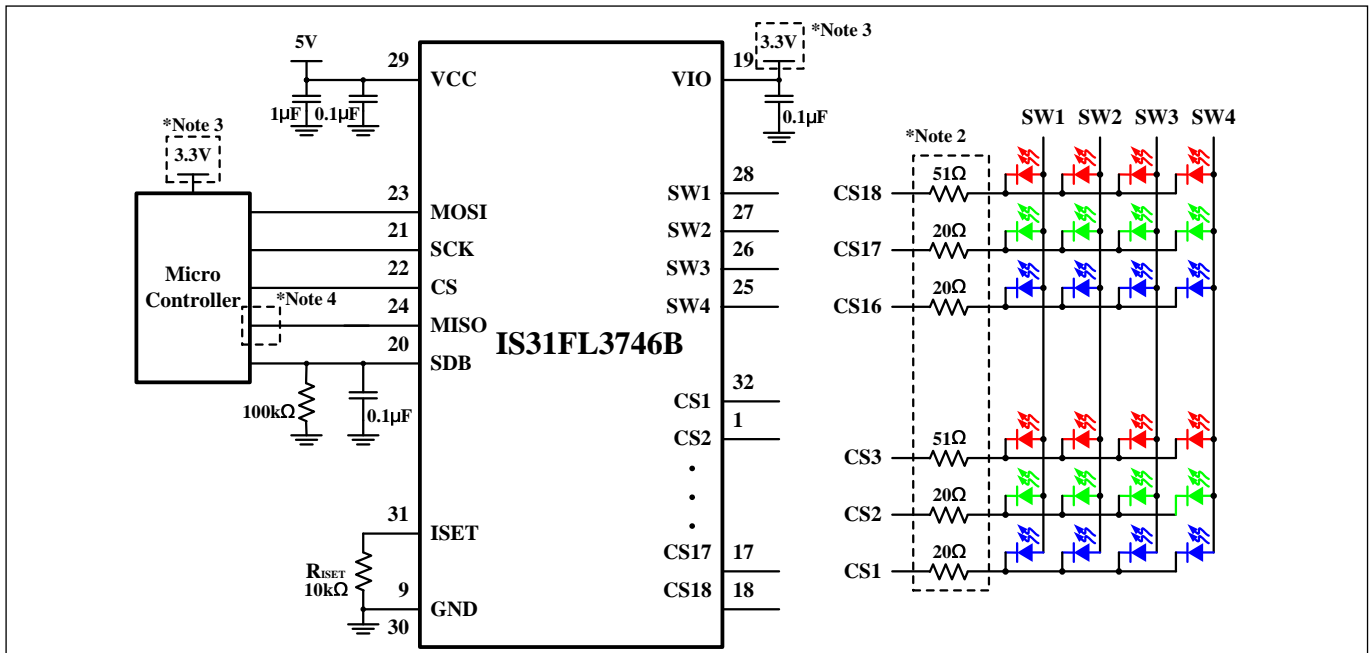 5V
29
VCC
1µF
0.1µF
*Note 3
3.3V
Micro
Controller
23
MOSI
21
SCK
22
CS
*Note 4
24
MISO
20
SDB
100kΩ
0.1µF
31
ISET
RISET
10kΩ
9
GND
30
IS31FL3746B
*Note 3
3.3V
19
VIO
0.1µF
28
SW1
27
SW2
26
SW3
25
SW4
32
CS1
1
CS2
CS17
17
CS18
18
*Note 2
SW1 SW2 SW3 SW4
CS18
51Ω
CS17
20Ω
CS16
20Ω
CS3
51Ω
CS2
20Ω
CS1
20Ω